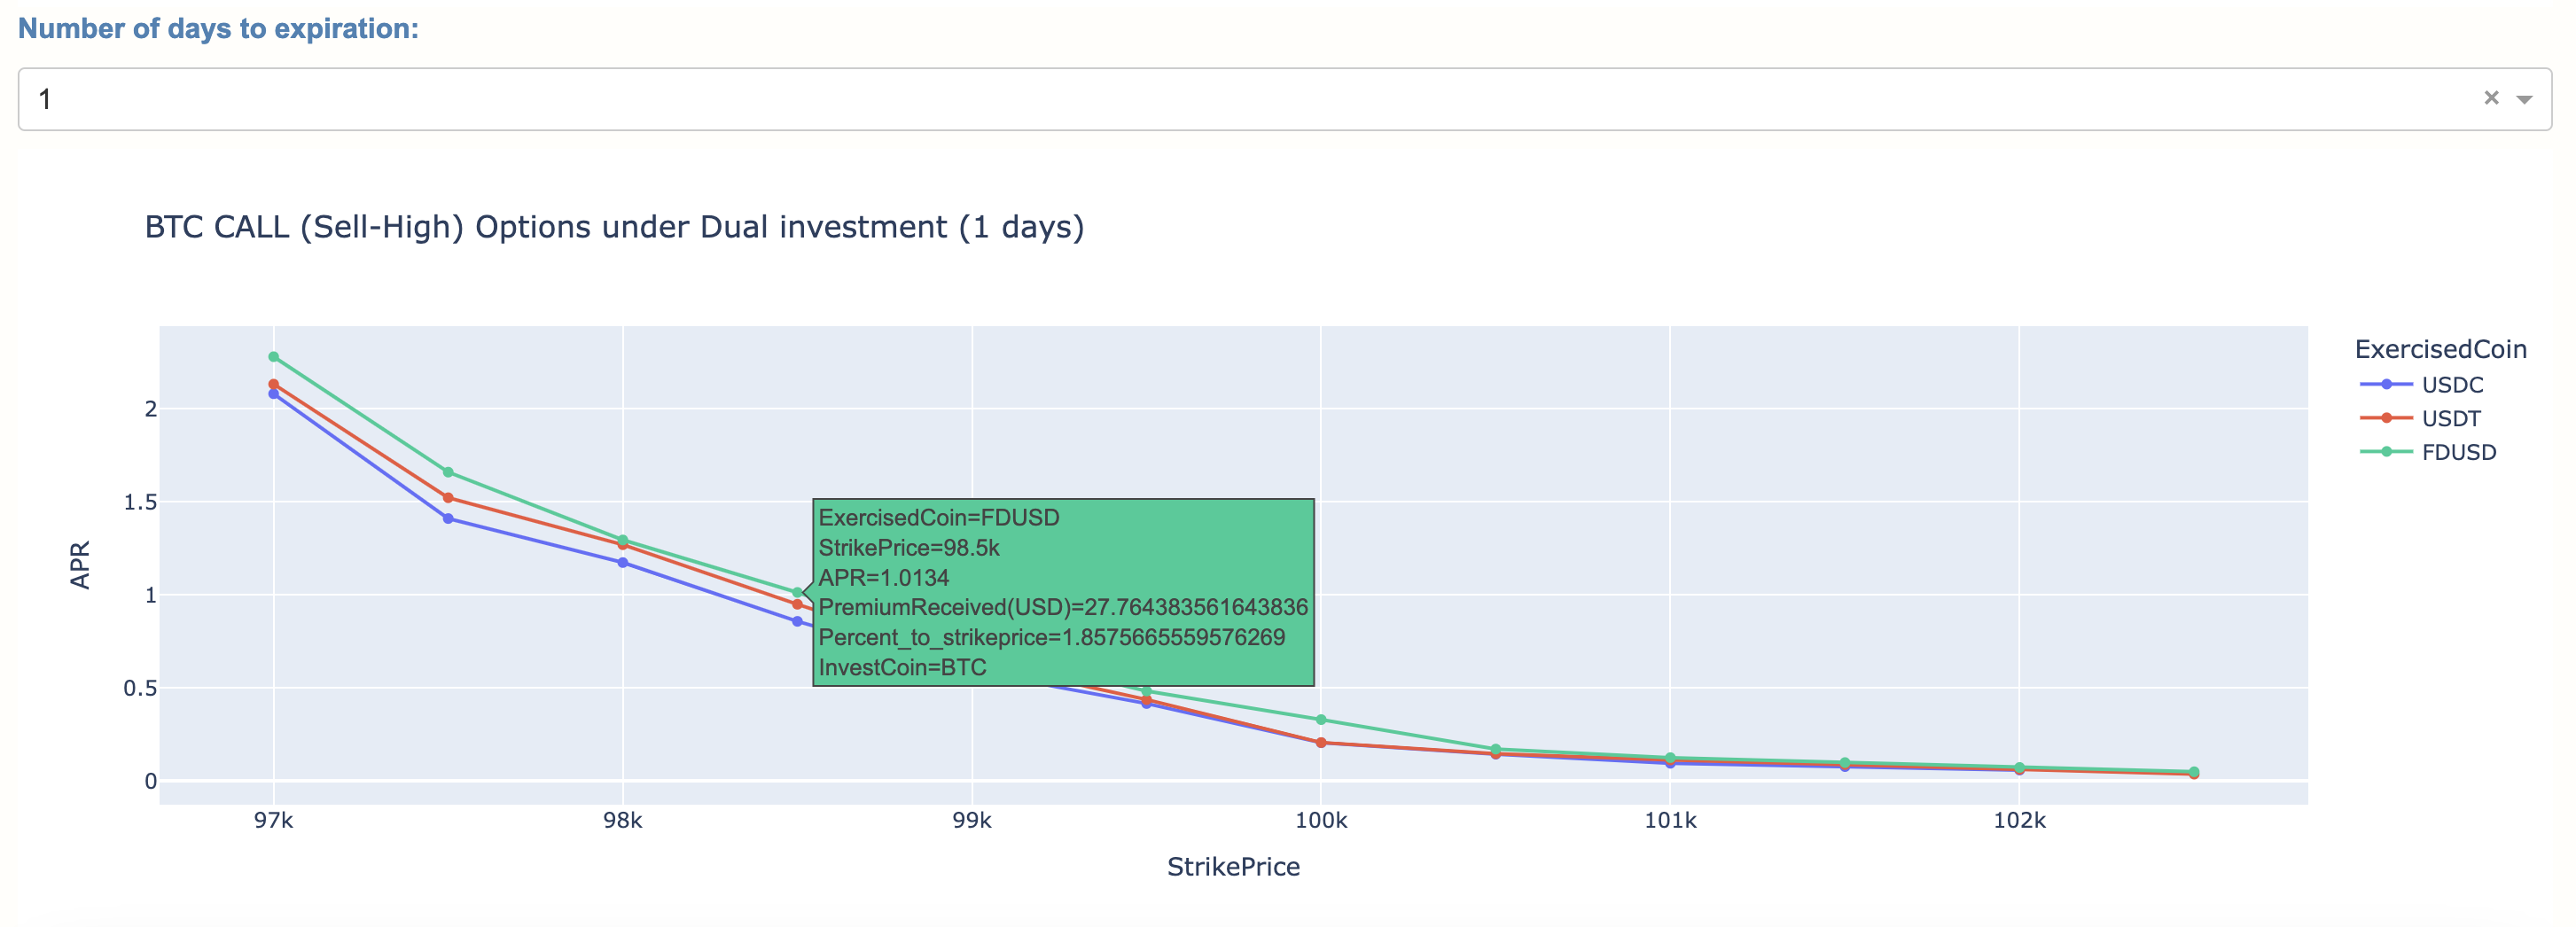 Number of days to expiration:
1
BTC CALL (Sell-High) Options under Dual investment (1 days)
ExercisedCoin
USDC
USDT
FDUSD
2
1.5
1
0.5
0
APR
ExercisedCoin=FDUSD
StrikePrice=98.5k
APR=1.0134
PremiumReceived(USD)=27.764383561643836
Percent_to_strikeprice=1.8575665559576269
InvestCoin=BTC
97k
98k
99k
100k
101k
102k
StrikePrice